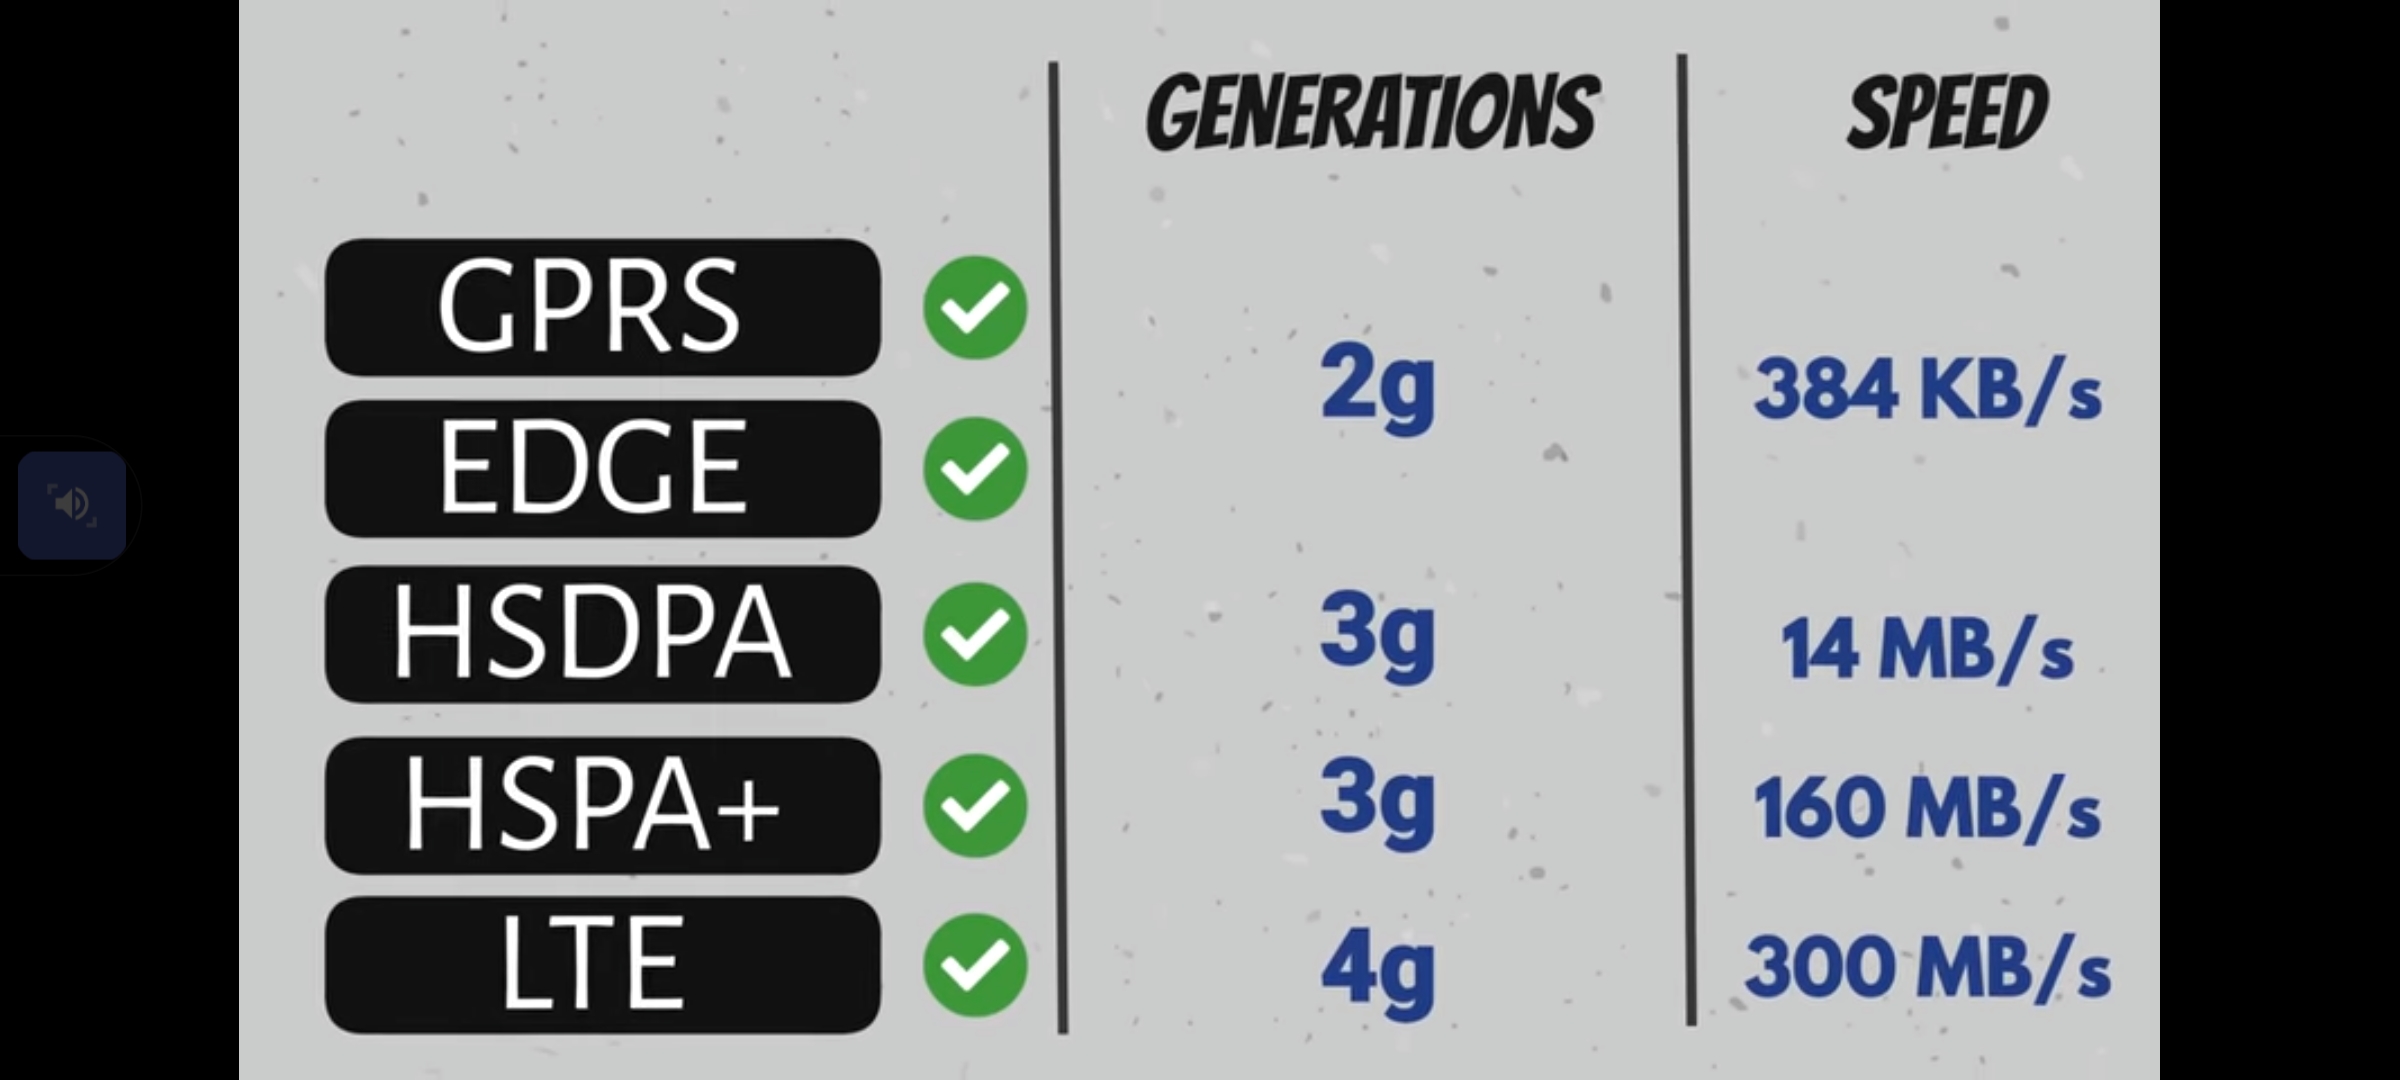 GENERATIONS SPEED
GPRS
2g 384 KB/s
EDGE
HSDPA 3g 14 MB/s
HSPA+ 3g 160 MB/s
LTE 4g 300 MB/s